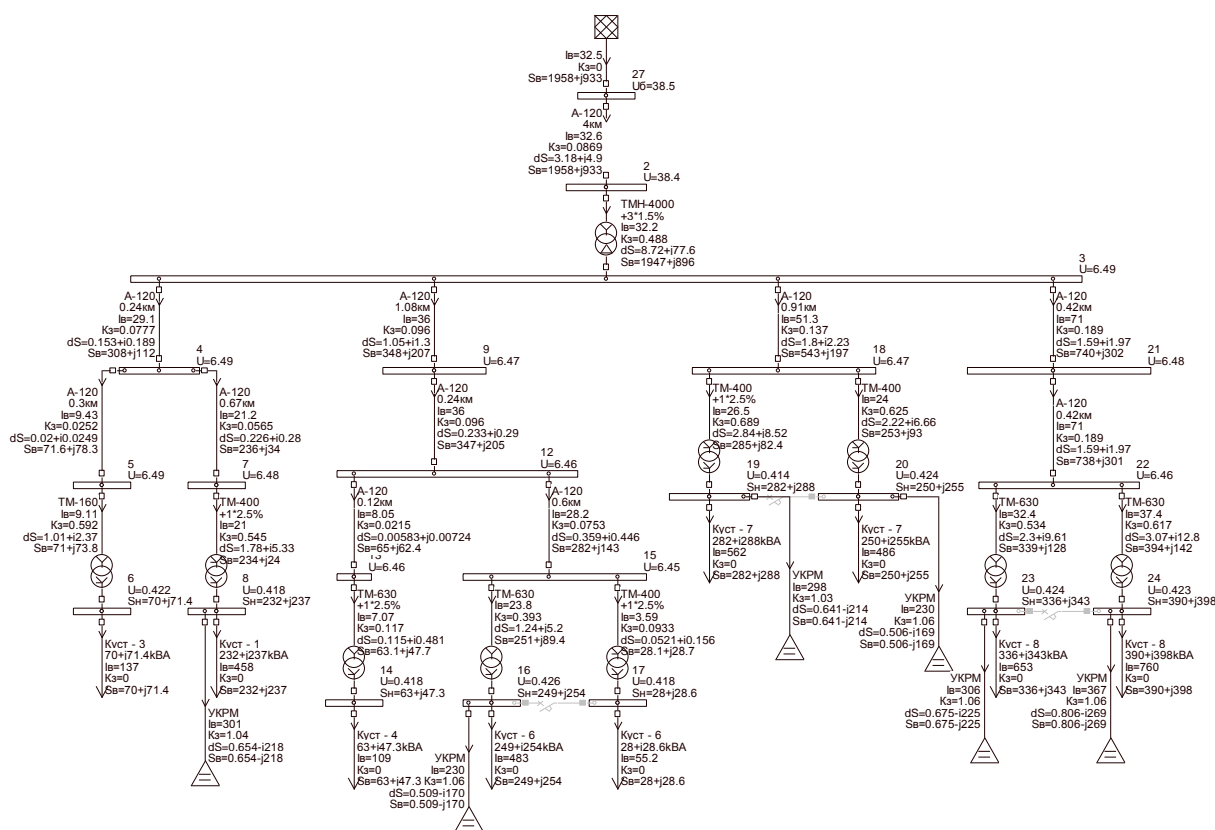 Iв=32.5
Kз=0
Sв=1958+j933
27
Uб=38.5
А-120
4км
Iв=32.6
Kз=0.0869
dS=3.18+i4.9
Sв=1958+j933
2
U=38.4
ТМН-4000
+3*1.5%
Iв=32.2
Kз=0.488
dS=8.72+i77.6
Sв=1947+j896
3
U=6.49
А-120
0.24км
Iв=29.1
Kз=0.0777
dS=0.153+i0.189
Sв=308+j112
А-120
1.08км
Iв=36
Kз=0.096
dS=1.05+i1.3
Sв=348+j207
А-120
0.91км
Iв=51.3
Kз=0.137
dS=1.8+i2.23
Sв=543+j197
А-120
0.42км
Iв=71
Kз=0.189
dS=1.59+i1.97
Sв=740+j302
4
U=6.49
9
U=6.47
18
U=6.47
21
U=6.48
А-120
0.3км
Iв=9.43
Kз=0.0252
dS=0.02+i0.0249
Sв=71.6+j78.3
А-120
0.67км
Iв=21.2
Kз=0.0565
dS=0.226+i0.28
Sв=236+j34
А-120
0.24км
Iв=36
Kз=0.096
dS=0.233+i0.29
Sв=347+j205
ТМ-400
+1*2.5%
Iв=26.5
Kз=0.689
dS=2.84+i8.52
Sв=285+j82.4
ТМ-400
Iв=24
Kз=0.625
dS=2.22+i6.66
Sв=253+j93
А-120
0.42км
Iв=71
Kз=0.189
dS=1.59+i1.97
Sв=738+j301
5
U=6.49
7
U=6.48
12
U=6.46
19
U=0.414
Sн=282+j288
20
U=0.424
Sн=250+j255
22
U=6.46
ТМ-160
Iв=9.11
Kз=0.592
dS=1.01+i2.37
Sв=71+j73.8
ТМ-400
+1*2.5%
Iв=21
Kз=0.545
dS=1.78+i5.33
Sв=234+j24
А-120
0.12км
Iв=8.05
Kз=0.0215
dS=0.00583+i0.00724
Sв=65+j62.4
А-120
0.6км
Iв=28.2
Kз=0.0753
dS=0.359+i0.446
Sв=282+j143
Куст - 7
282+i288кВА
Iв=562
Kз=0
Sв=282+j288
УКРМ
Iв=298
Kз=1.03
dS=0.641-i214
Sв=0.641-j214
Куст - 7
250+i255кВА
Iв=486
Kз=0
Sв=250+j255
УКРМ
Iв=230
Kз=1.06
dS=0.506-i169
Sв=0.506-j169
ТМ-630
Iв=32.4
Kз=0.534
dS=2.3+i9.61
Sв=339+j128
ТМ-630
Iв=37.4
Kз=0.617
dS=3.07+i12.8
Sв=394+j142
6
U=0.422
Sн=70+j71.4
8
U=0.418
Sн=232+j237
U=6.46
15
U=6.45
23
U=0.424
Sн=336+j343
24
U=0.423
Sн=390+j398
Куст - 3
70+j71.4кВА
Iв=137
Kз=0
Sв=70+j71.4
Куст - 1
232+i237кВА
Iв=458
Kз=0
Sв=232+j237
ТМ-630
+1*2.5%
Iв=7.07
Kз=0.117
dS=0.115+i0.481
Sв=63.1+j47.7
ТМ-630
Iв=23.8
Kз=0.393
dS=1.24+i5.2
Sв=251+j89.4
ТМ-400
+1*2.5%
Iв=3.59
Kз=0.0933
dS=0.0521+i0.156
Sв=28.1+j28.7
Куст - 8
336+i343кВА
Iв=653
Kз=0
Sв=336+j343
Куст - 8
390+i398кВА
Iв=760
Kз=0
Sв=390+j398
УКРМ
Iв=306
Kз=1.06
dS=0.675-i225
Sв=0.675-j225
УКРМ
Iв=367
Kз=1.06
dS=0.806-i269
Sв=0.806-j269
УКРМ
Iв=301
Kз=1.04
dS=0.654-i218
Sв=0.654-j218
14
U=0.418
Sн=63+j47.3
16
U=0.426
Sн=249+j254
17
U=0.418
Sн=28+j28.6
Куст - 4
63+i47.3кВА
Iв=109
Kз=0
Sв=63+j47.3
УКРМ
Iв=230
Kз=1.06
dS=0.509-i170
Sв=0.509-j170
Куст - 6
249+i254кВА
Iв=483
Kз=0
Sв=249+j254
Куст - 6
28+i28.6кВА
Iв=55.2
Kз=0
Sв=28+j28.6